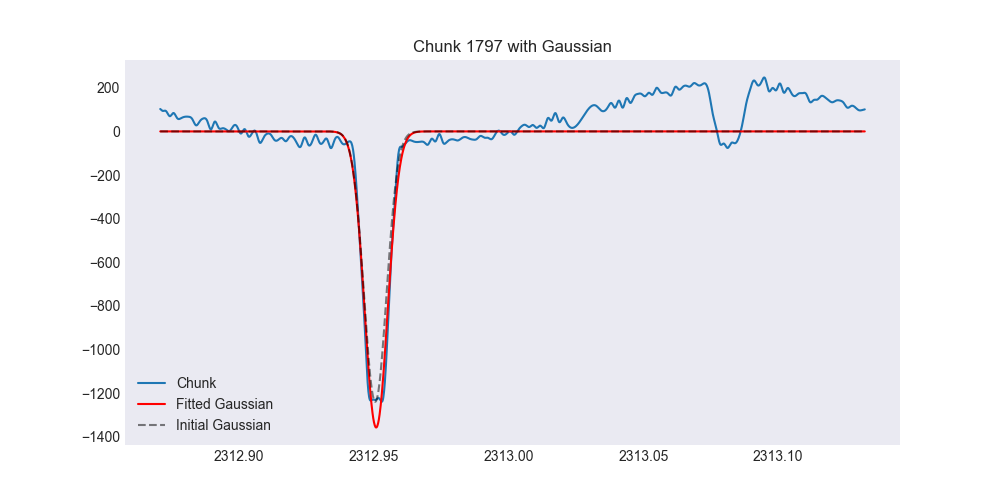 Chunk 1797 with Gaussian
200
0
−200
−400
−600
−800
−1000
−1200
−1400
Chunk
Fitted Gaussian
Initial Gaussian
2312.90 2312.95 2313.00 2313.05 2313.10